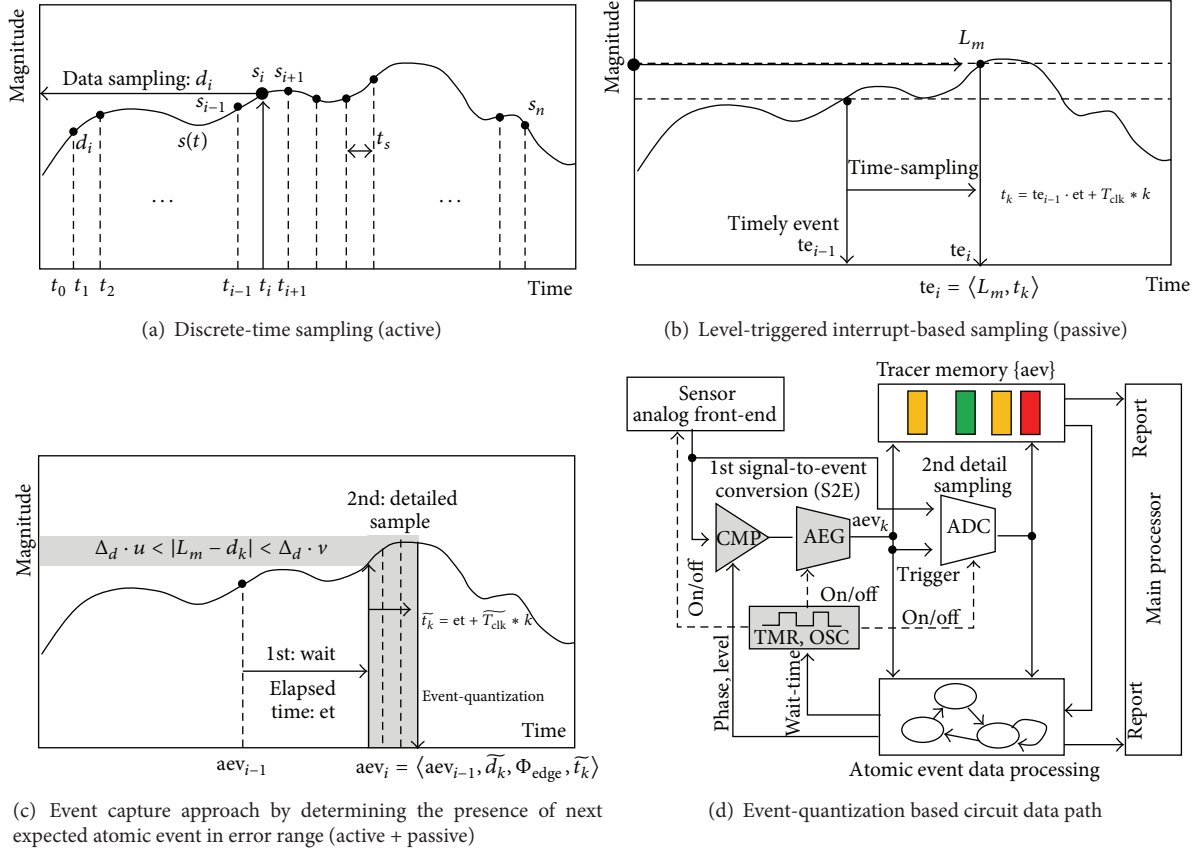 Magnitude
Data sampling: d_i
s_i s_{i+1}
s_{i−1}
d_i
s(t)
t_s
s_n
...
...
t_0 t_1 t_2
t_{i−1} t_i t_{i+1}
Time
(a) Discrete-time sampling (active)
Magnitude
L_m
Time-sampling
t_k = te_{i−1} · et + T_clk * k
Timely event
te_{i−1}
te_i
te_i = ⟨L_m, t_k⟩
Time
(b) Level-triggered interrupt-based sampling (passive)
Magnitude
2nd: detailed
sample
Δ_d · u < |L_m − d_k| < Δ_d · v
t̃_k = et + T̃_clk * k
1st: wait
Elapsed
time: et
Event-quantization
Time
aev_{i−1}
aev_i = ⟨aev_{i−1}, d̃_k, Φ_edge, t̃_k⟩
(c) Event capture approach by determining the presence of next
expected atomic event in error range (active + passive)
Sensor
analog front-end
Tracer memory {aev}
Report
1st signal-to-event
conversion (S2E)
2nd detail
sampling
CMP
AEG
aev_k
ADC
Trigger
On/off
On/off
On/off
TMR, OSC
Phase, level
Wait-time
Main processor
Report
Atomic event data processing
(d) Event-quantization based circuit data path